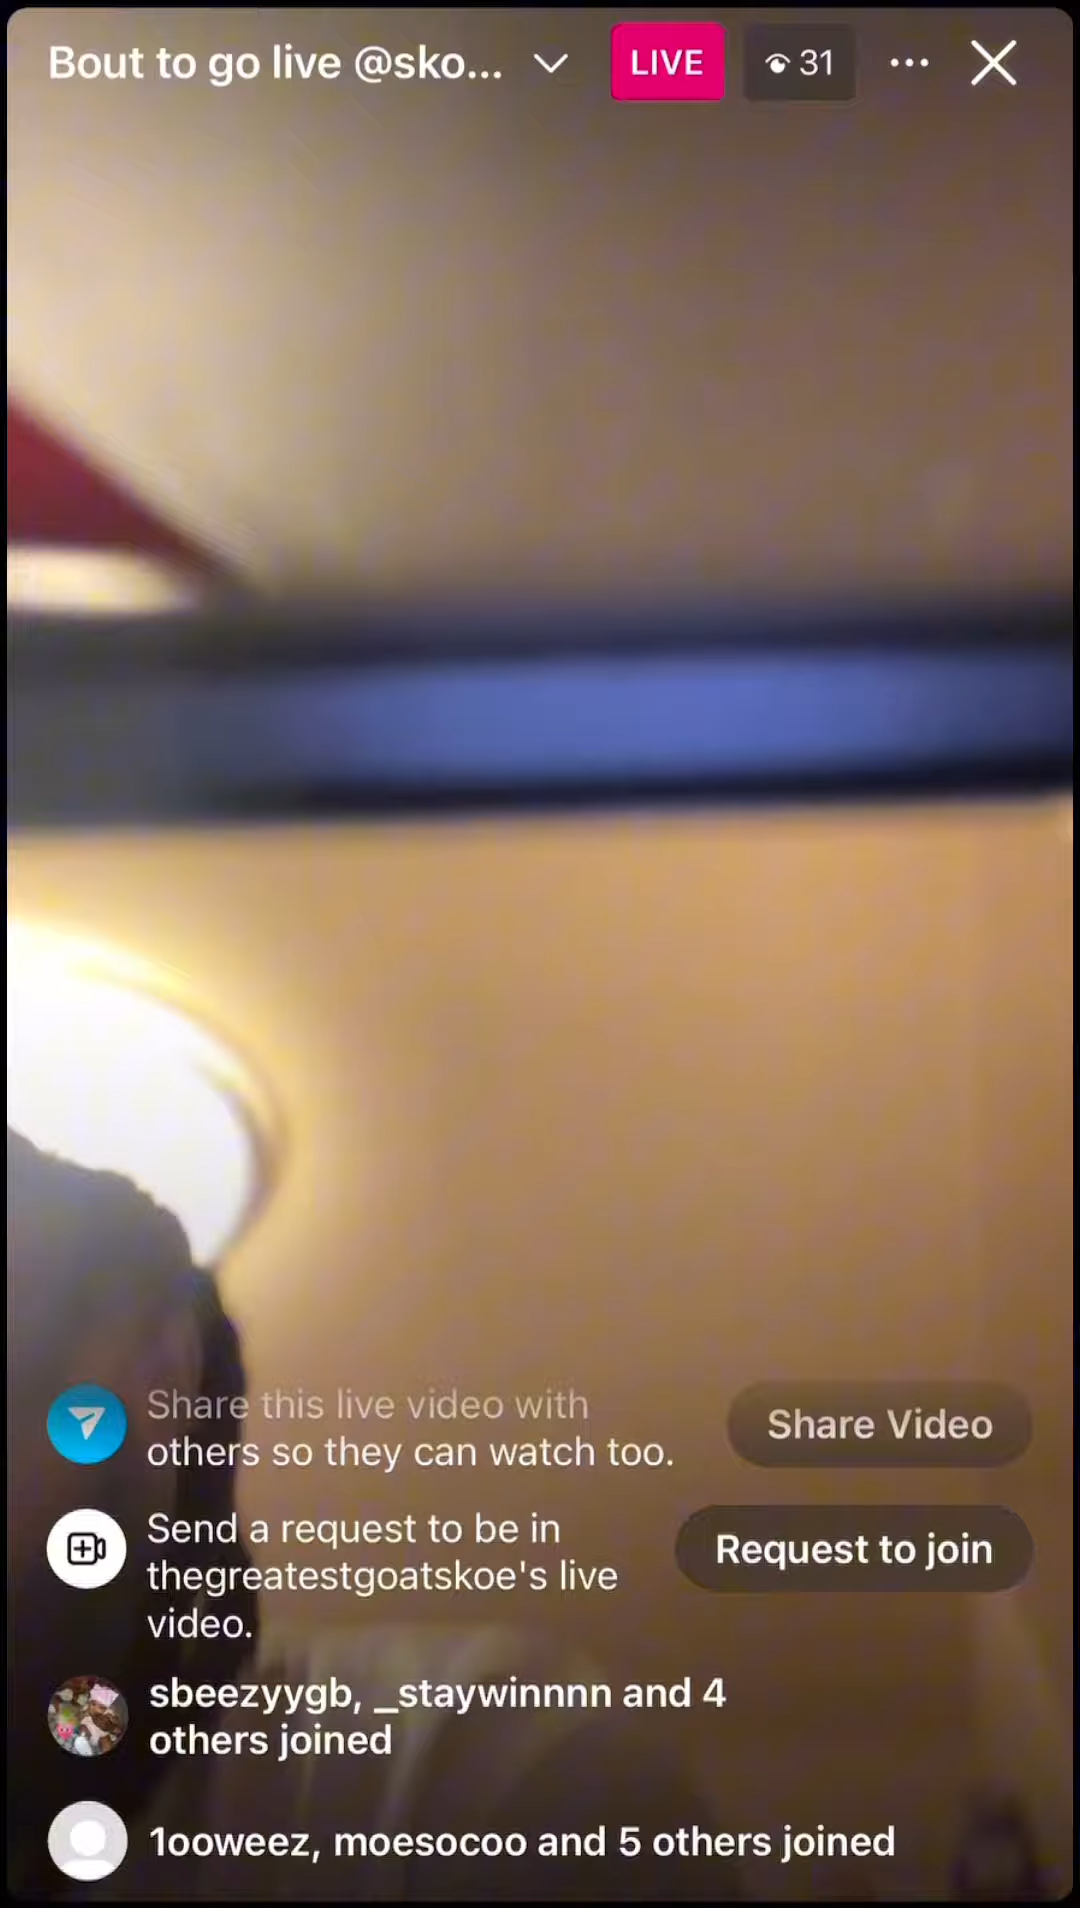 Bout to go live @sko...
LIVE
31
Share this live video with
others so they can watch too.
Share Video
Send a request to be in
thegreatestgoatskoe's live
video.
Request to join
sbeezyygb, _staywinnnn and 4
others joined
1ooweez, moesocoo and 5 others joined